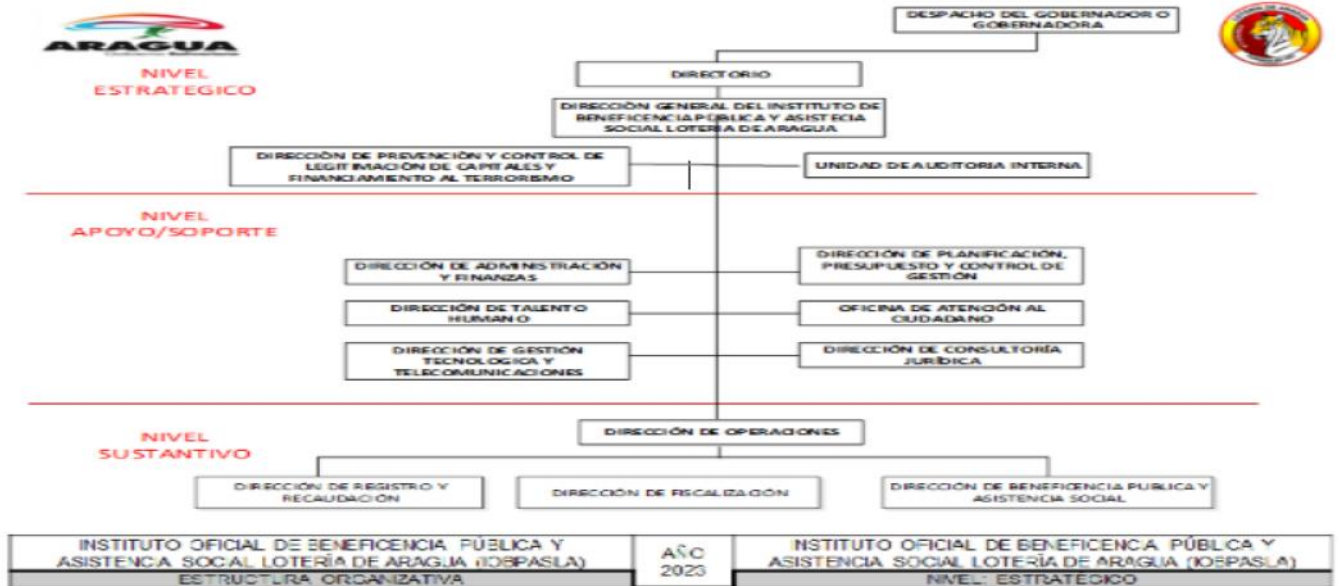 DESPACHO DEL GOBERNADOR O
GOBERNADORA
ARAGUA
NIVEL
ESTRATEGICO
DIRECTORIO
DIRECCIÓN GENERAL DEL INSTITUTO DE
BENEFICENCIA PÚBLICA Y ASISTECIA
SOCIAL LOTERIA DE ARAGUA
DIRECCIÓN DE PREVENCIÓN Y CONTROL DE
LEGITIMACIÓN DE CAPITALES Y
FINANCIAMIENTO AL TERRORISMO
UNIDAD DE AUDITORIA INTERNA
NIVEL
APOYO/SOPORTE
DIRECCIÓN DE ADMINISTRACIÓN
Y FINANZAS
DIRECCIÓN DE PLANIFICACIÓN,
PRESUPUESTO Y CONTROL DE
GESTIÓN
DIRECCIÓN DE TALENTO
HUMANO
OFICINA DE ATENCIÓN AL
CIUDADANO
DIRECCIÓN DE GESTIÓN
TECNOLOGICA Y
TELECOMUNICACIONES
DIRECCIÓN DE CONSULTORÍA
JURÍDICA
NIVEL
SUSTANTIVO
DIRECCIÓN DE OPERACIONES
DIRECCIÓN DE REGISTRO Y
RECAUDACIÓN
DIRECCIÓN DE FISCALIZACIÓN
DIRECCIÓN DE BENEFICENCIA PUBLICA Y
ASISTENCIA SOCIAL
INSTITUTO OFICIAL DE BENEFICENCIA PÚBLICA Y
ASISTENCIA SOCIAL LOTERÍA DE ARAGUA (IOBPASLA)
ESTRUCTURA ORGANIZATIVA
AÑO
2023
INSTITUTO OFICIAL DE BENEFICENCIA PÚBLICA Y
ASISTENCIA SOCIAL LOTERÍA DE ARAGUA (IOBPASLA)
NIVEL: ESTRATÉGICO